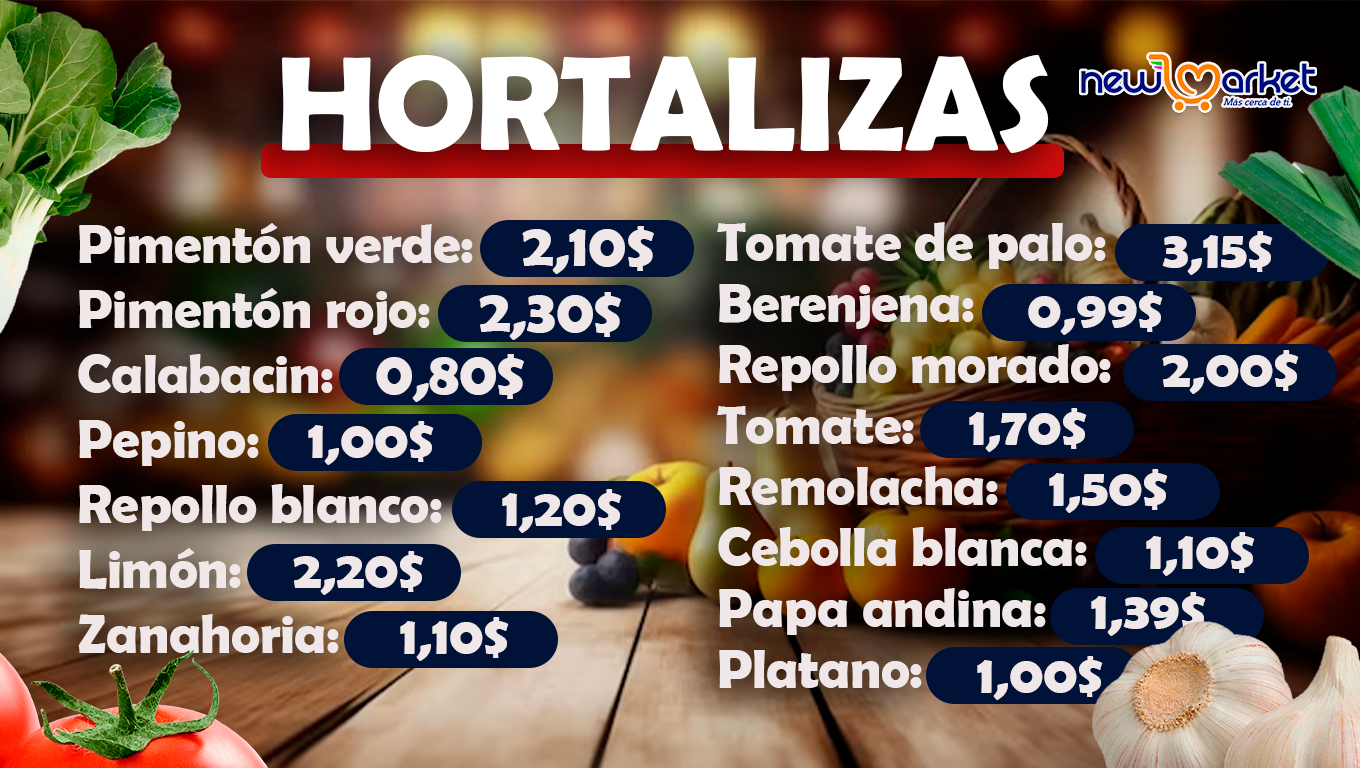 HORTALIZAS
new market
Más cerca de ti.
Pimentón verde: 2,10$
Pimentón rojo: 2,30$
Calabacin: 0,80$
Pepino: 1,00$
Repollo blanco: 1,20$
Limón: 2,20$
Zanahoria: 1,10$
Tomate de palo: 3,15$
Berenjena: 0,99$
Repollo morado: 2,00$
Tomate: 1,70$
Remolacha: 1,50$
Cebolla blanca: 1,10$
Papa andina: 1,39$
Platano: 1,00$